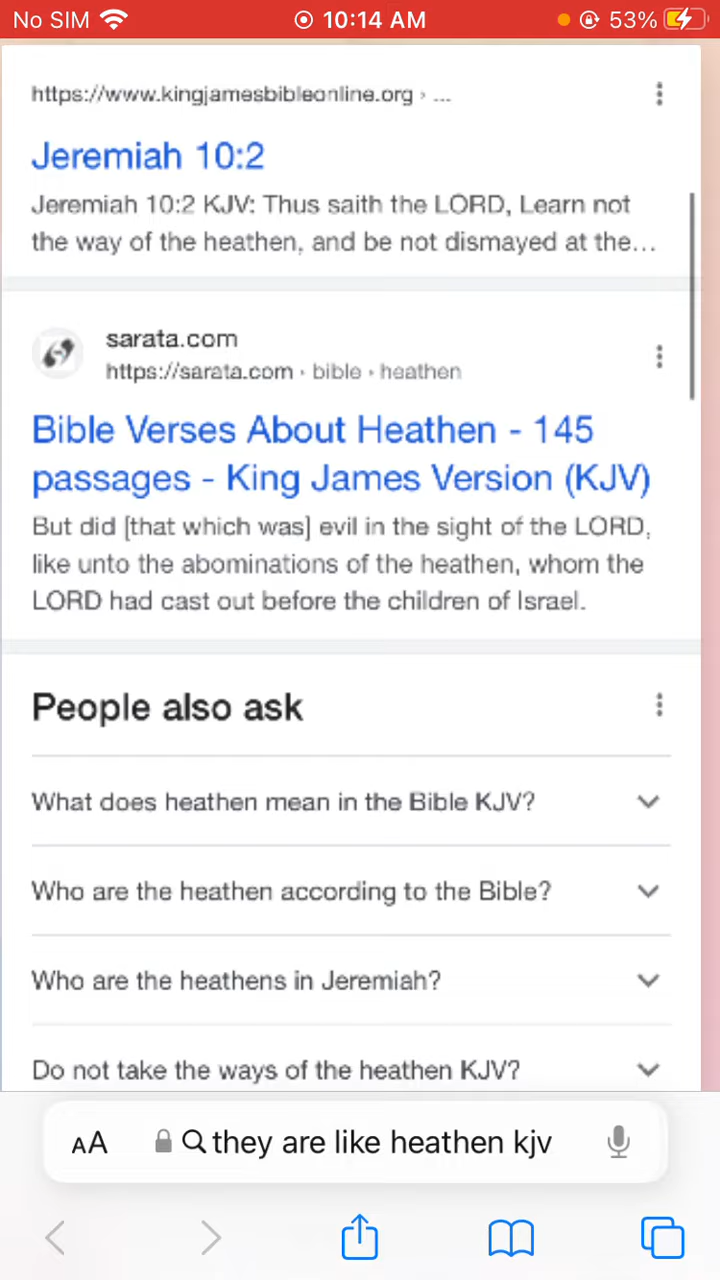 No SIM 10:14 AM 53%
https://www.kingjamesbibleonline.org › ...
Jeremiah 10:2
Jeremiah 10:2 KJV: Thus saith the LORD, Learn not
the way of the heathen, and be not dismayed at the...
sarata.com
https://sarata.com › bible › heathen
Bible Verses About Heathen - 145
passages - King James Version (KJV)
But did [that which was] evil in the sight of the LORD,
like unto the abominations of the heathen, whom the
LORD had cast out before the children of Israel.
People also ask
What does heathen mean in the Bible KJV?
Who are the heathen according to the Bible?
Who are the heathens in Jeremiah?
Do not take the ways of the heathen KJV?
AA they are like heathen kjv